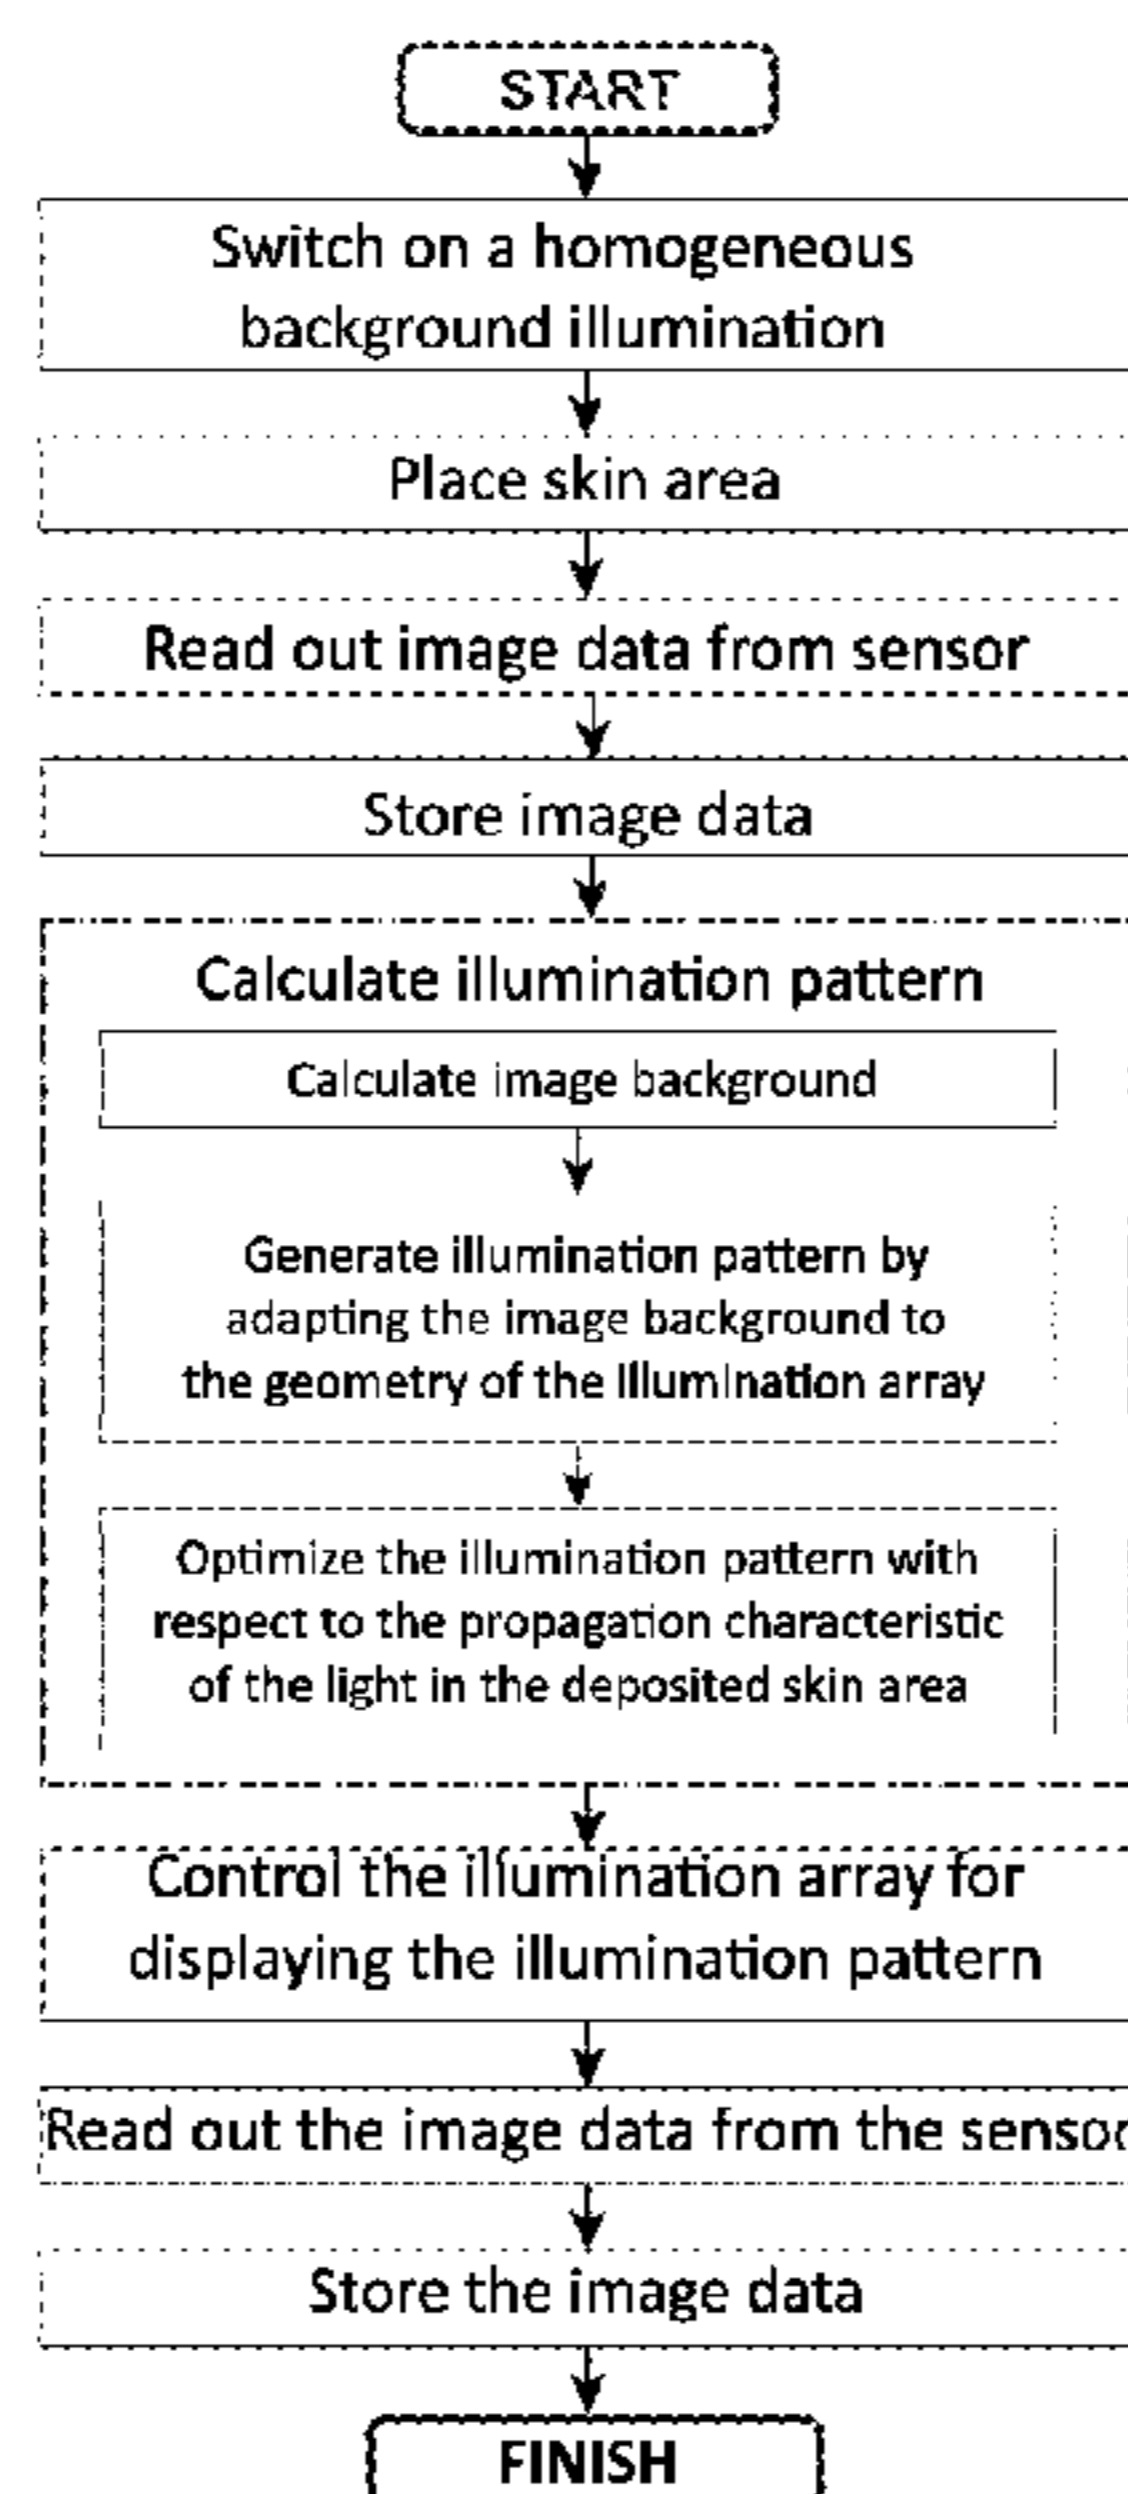 START
Switch on a homogeneous
background illumination
Place skin area
Read out image data from sensor
Store image data
Calculate illumination pattern
Calculate image background
Generate illumination pattern by
adapting the image background to
the geometry of the illumination array
Optimize the illumination pattern with
respect to the propagation characteristic
of the light in the deposited skin area
Control the illumination array for
displaying the illumination pattern
Read out the image data from the sensor
Store the image data
FINISH